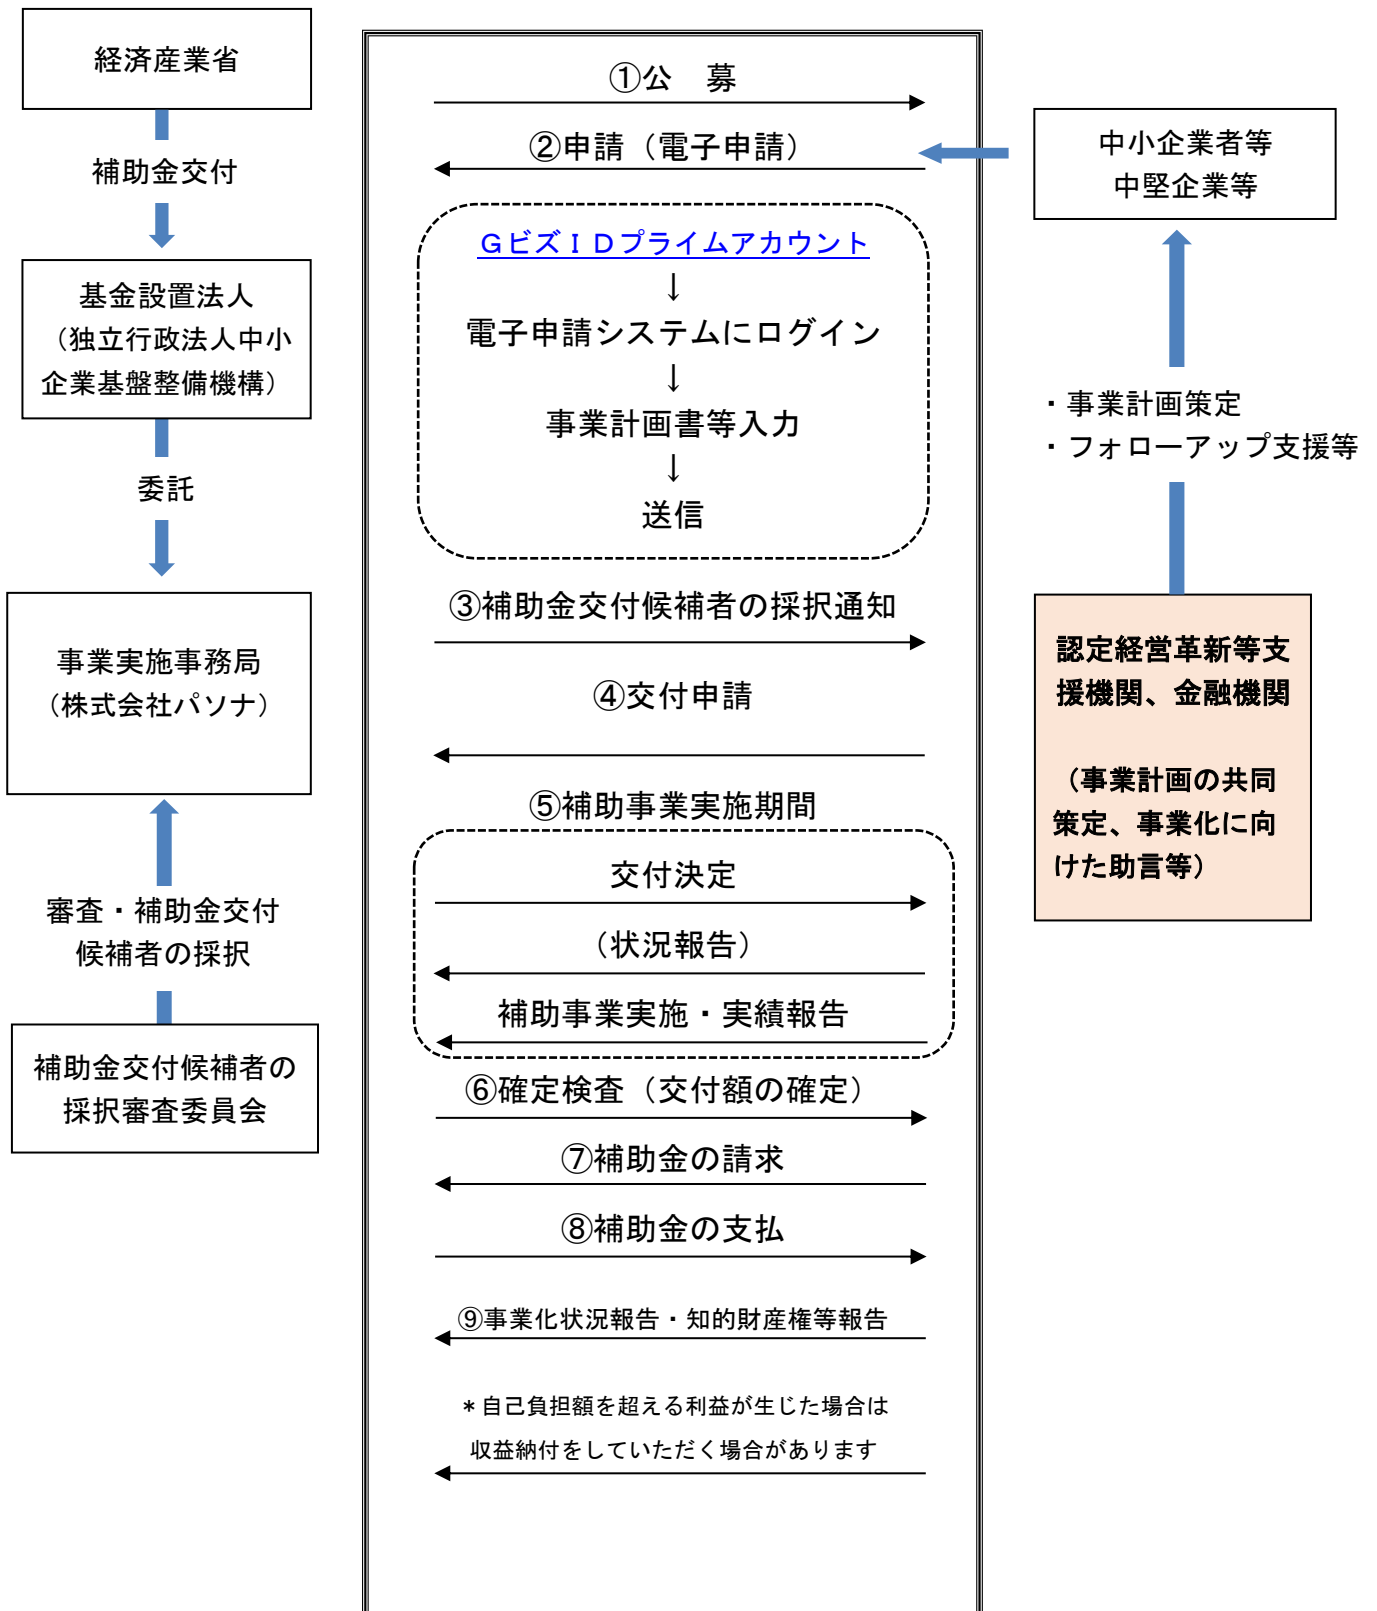 経済産業省
補助金交付
基金設置法人
（独立行政法人中小
企業基盤整備機構）
委託
事業実施事務局
（株式会社パソナ）
審査・補助金交付
候補者の採択
補助金交付候補者の
採択審査委員会
①公　募
②申請（電子申請）
ＧビズＩＤプライムアカウント
↓
電子申請システムにログイン
↓
事業計画書等入力
↓
送信
③補助金交付候補者の採択通知
④交付申請
⑤補助事業実施期間
交付決定
（状況報告）
補助事業実施・実績報告
⑥確定検査（交付額の確定）
⑦補助金の請求
⑧補助金の支払
⑨事業化状況報告・知的財産権等報告
＊自己負担額を超える利益が生じた場合は
収益納付をしていただく場合があります
中小企業者等
中堅企業等
・事業計画策定
・フォローアップ支援等
認定経営革新等支
援機関、金融機関
（事業計画の共同
策定、事業化に向
けた助言等）